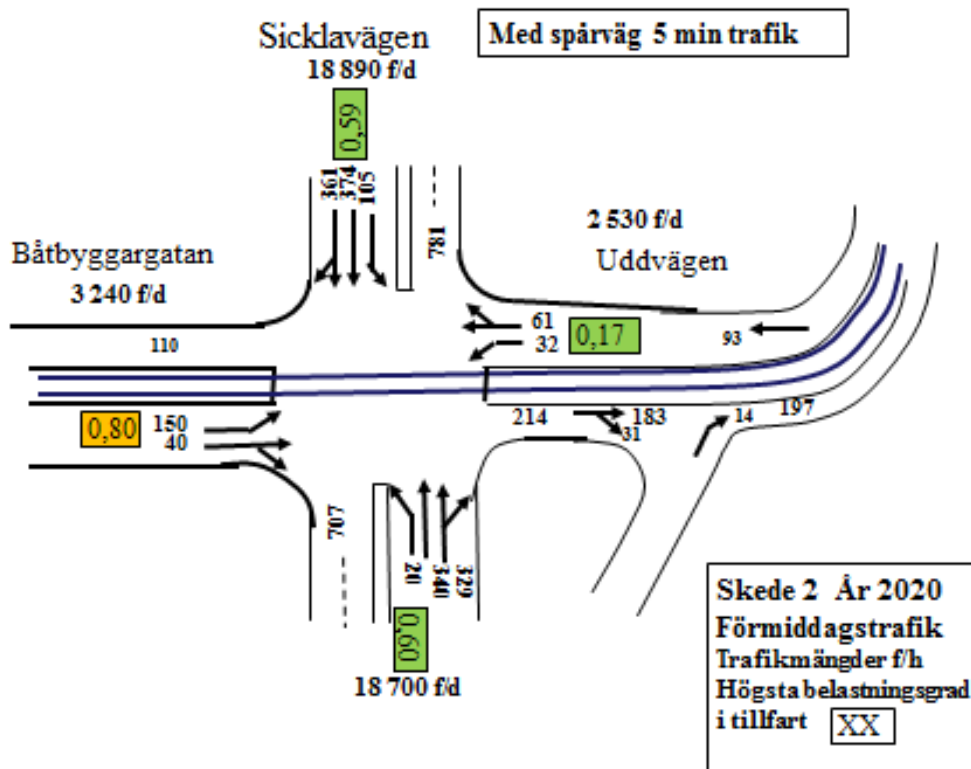 Sicklavägen
18 890 f/d
Med spårväg 5 min trafik
0,59
361
374
105
781
2 530 f/d
Uddvägen
Båtbyggargatan
3 240 f/d
110
61
32
0,17
93
0,80
150
40
214
183
31
14
197
707
20
340
329
0,60
18 700 f/d
Skede 2 År 2020
Förmiddagstrafik
Trafikmängder f/h
Högsta belastningsgrad
i tillfart XX